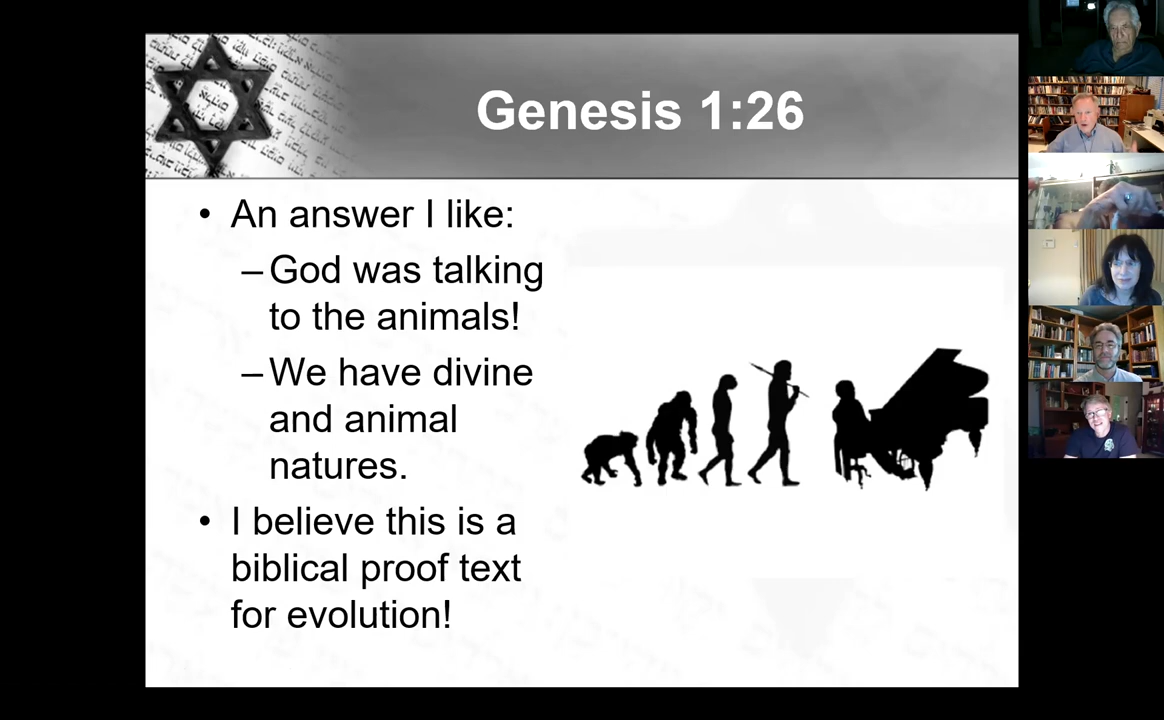 Genesis 1:26
• An answer I like:
–God was talking
to the animals!
–We have divine
and animal
natures.
• I believe this is a
biblical proof text
for evolution!